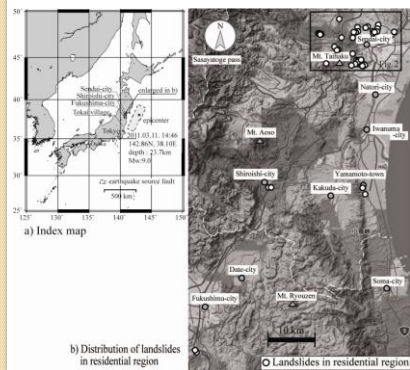 50˚
45˚
40˚
35˚
30˚
25˚
125˚
130˚
135˚
140˚
145˚
150˚
Sendai-city
Shiroishi-city
Fukushima-city
Tokai village
Tokyo
enlarged in b)
epicenter
2011.03.11, 14:46
142.86N, 38.10E
depth : 23.7km
Mw:9.0
earthquake source fault
500 km
a) Index map
N
Sasayatoge pass
Sendai-city
Mt. Taihaku
Fig.2
Natori-city
Iwanuma
-city
Mt. Aoso
Shiroishi-city
Yamamoto-town
Kakuda-city
Date-city
Soma-city
Fukushima-city
Mt. Ryouzen
10 km
b) Distribution of landslides
in residential region
Landslides in residential region